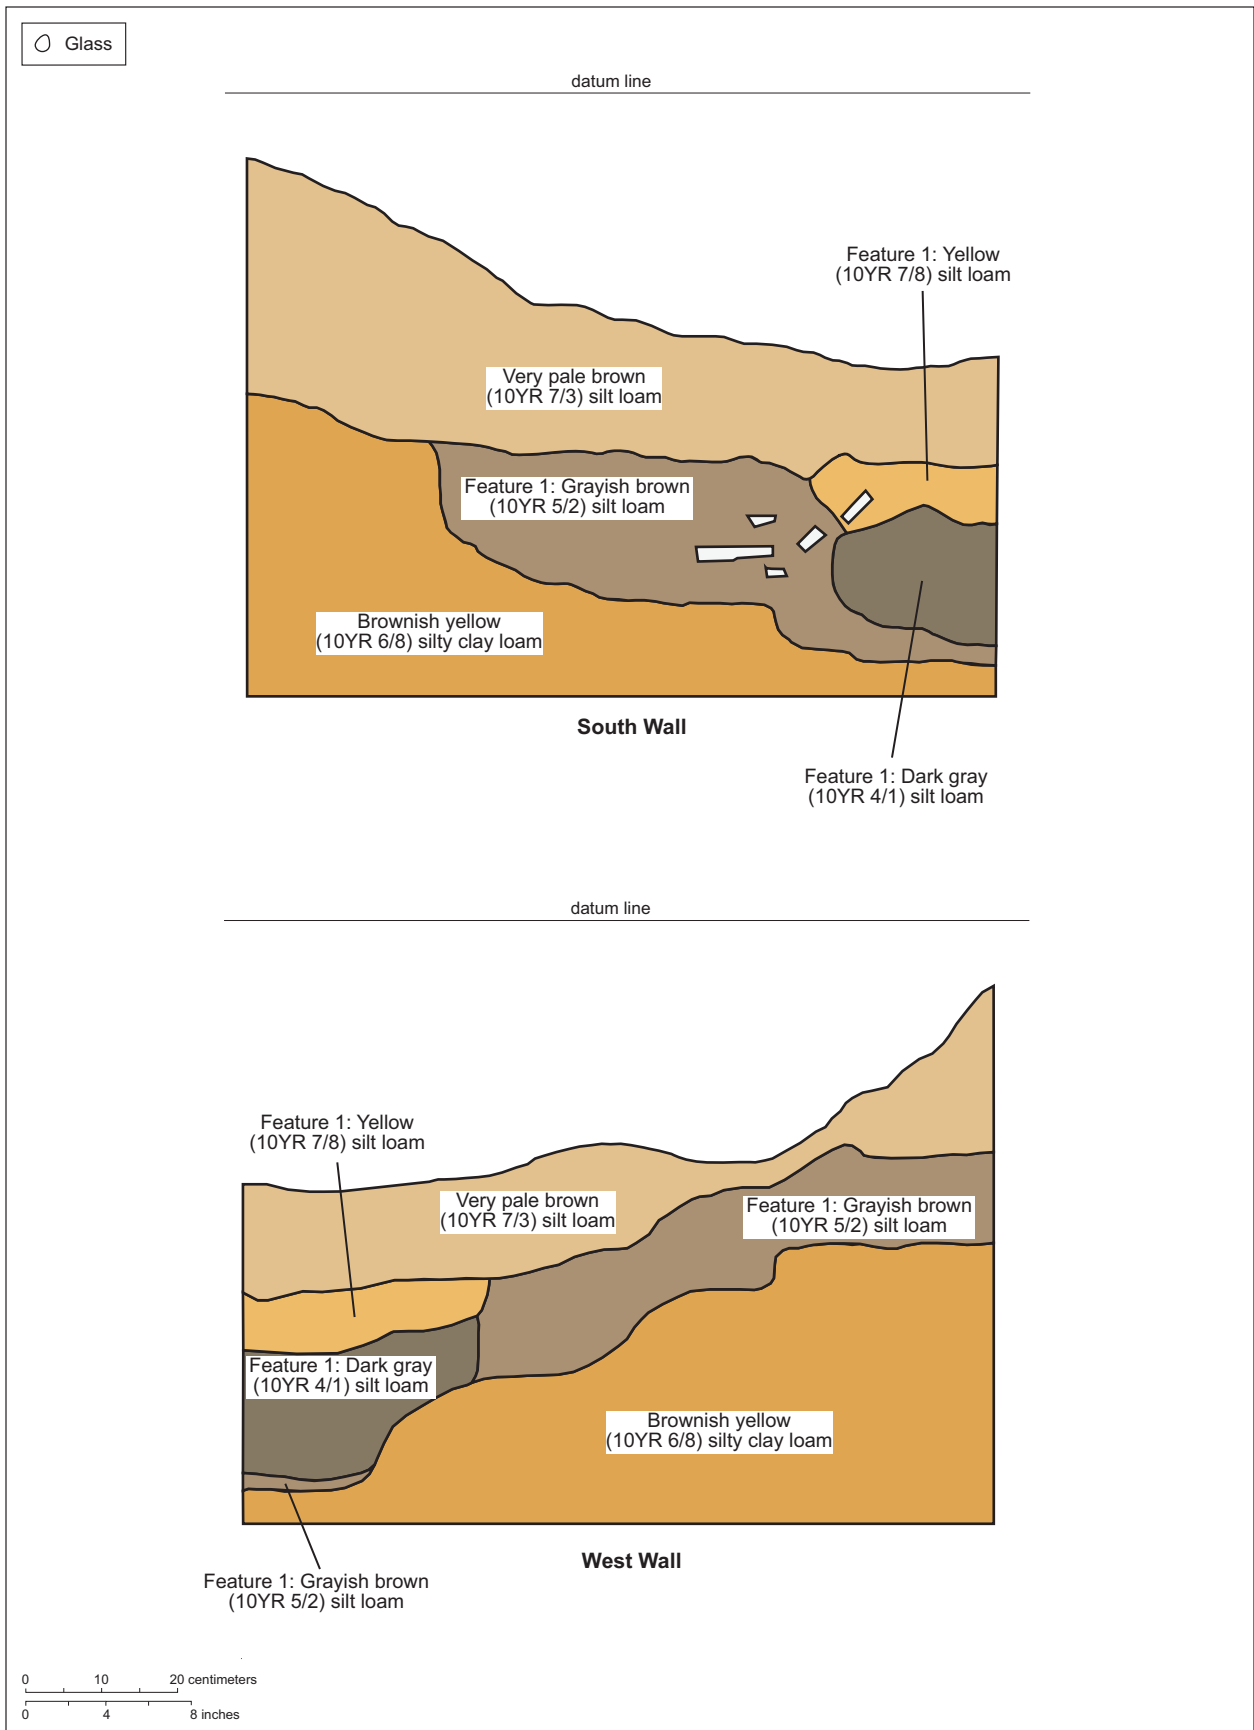 Glass
datum line
Feature 1: Yellow
(10YR 7/8) silt loam
Very pale brown
(10YR 7/3) silt loam
Feature 1: Grayish brown
(10YR 5/2) silt loam
Brownish yellow
(10YR 6/8) silty clay loam
South Wall
Feature 1: Dark gray
(10YR 4/1) silt loam
datum line
Feature 1: Yellow
(10YR 7/8) silt loam
Very pale brown
(10YR 7/3) silt loam
Feature 1: Grayish brown
(10YR 5/2) silt loam
Feature 1: Dark gray
(10YR 4/1) silt loam
Brownish yellow
(10YR 6/8) silty clay loam
West Wall
Feature 1: Grayish brown
(10YR 5/2) silt loam
0 10 20 centimeters
0 4 8 inches